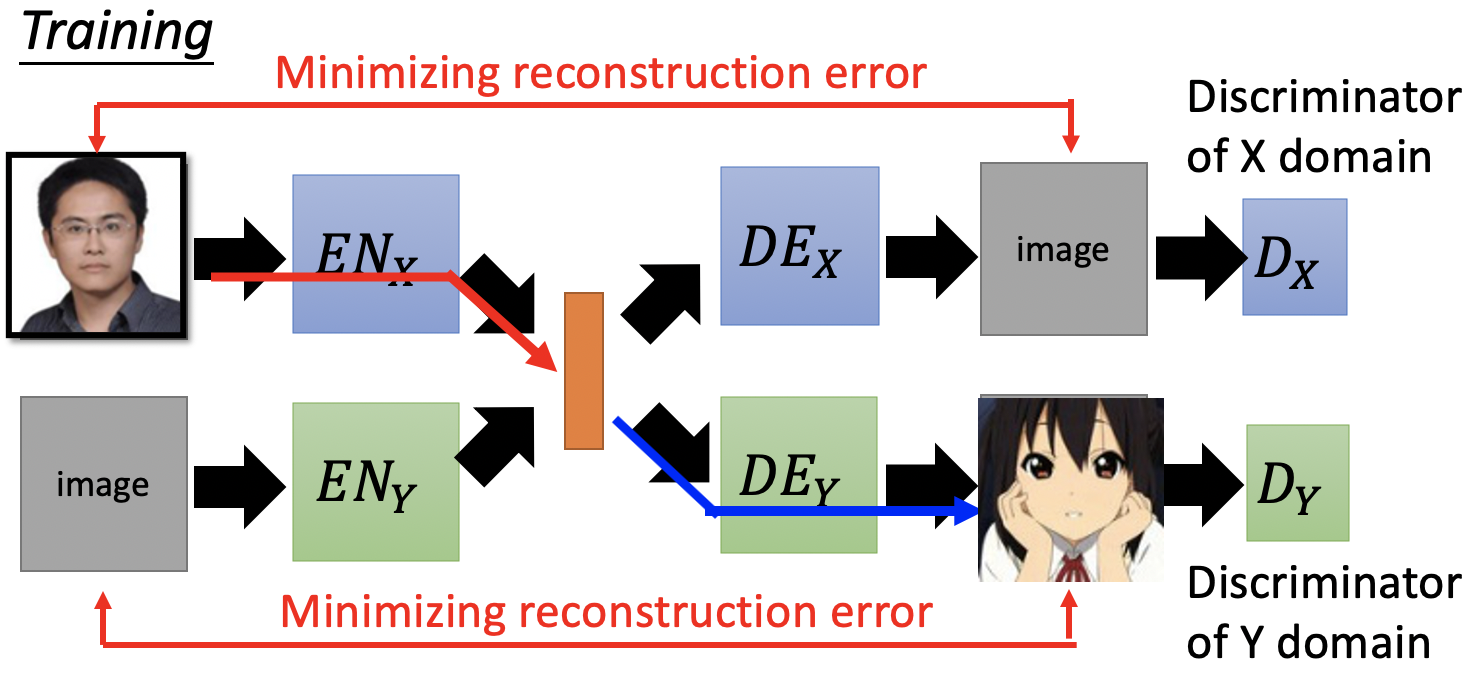 Training
Minimizing reconstruction error
Discriminator
of X domain
EN_X
DE_X
image
D_X
image
EN_Y
DE_Y
D_Y
Minimizing reconstruction error
Discriminator
of Y domain